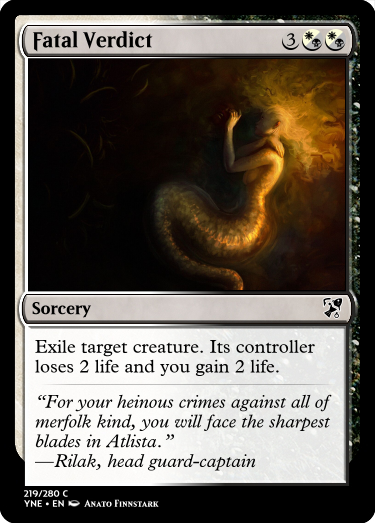 Fatal Verdict
3
Sorcery
Exile target creature. Its controller
loses 2 life and you gain 2 life.
“For your heinous crimes against all of
merfolk kind, you will face the sharpest
blades in Atlista.”
—Rilak, head guard-captain
219/280 C
YNE • EN Anato Finnstark